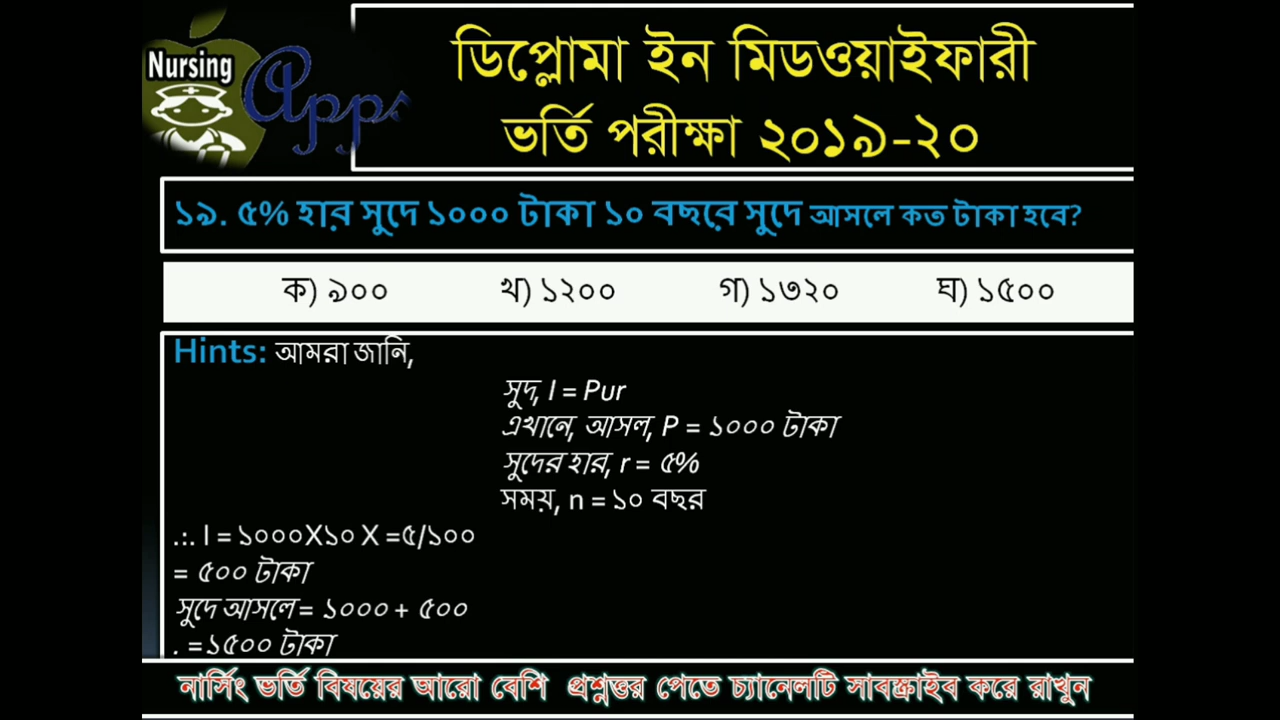 Nursing
Apps
ডিপ্লোমা ইন মিডওয়াইফারী
ভর্তি পরীক্ষা ২০১৯-২০
১৯. ৫% হার সুদে ১০০০ টাকা ১০ বছরে সুদে আসলে কত টাকা হবে?
ক) ৯০০ খ) ১২০০ গ) ১৩২০ ঘ) ১৫০০
Hints: আমরা জানি,
সুদ, I = Pur
এখানে, আসল, P = ১০০০ টাকা
সুদের হার, r = ৫%
সময়, n = ১০ বছর
.:. I = ১০০০X১০ X =৫/১০০
= ৫০০ টাকা
সুদে আসলে = ১০০০ + ৫০০
. =১৫০০ টাকা
নার্সিং ভর্তি বিষয়ের আরো বেশি প্রশ্নত্তর পেতে চ্যানেলটি সাবস্ক্রাইব করে রাখুন